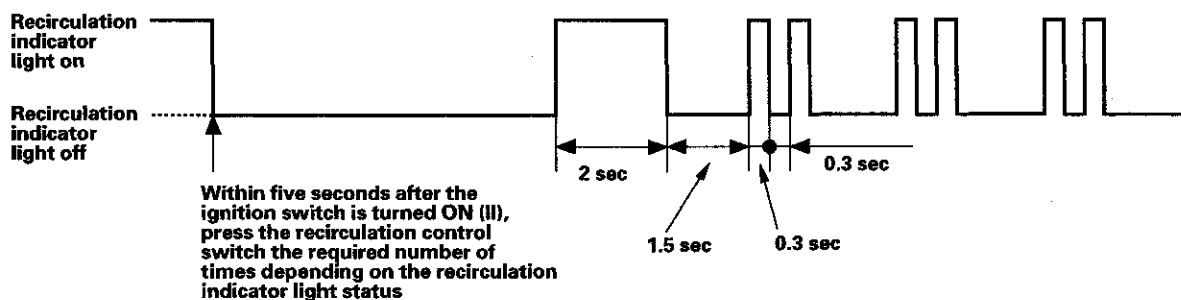 Recirculation
indicator
light on
Recirculation
indicator
light off
2 sec
0.3 sec
1.5 sec
0.3 sec
Within five seconds after the
ignition switch is turned ON (II),
press the recirculation control
switch the required number of
times depending on the recirculation
indicator light status